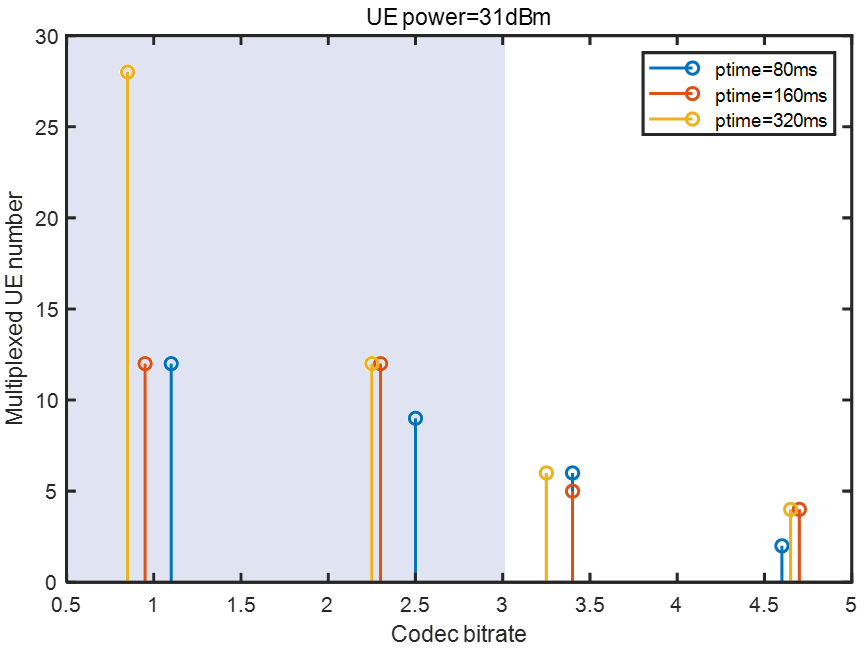 UE power=31dBm
30
25
20
15
10
5
0
Multiplexed UE number
ptime=80ms
ptime=160ms
ptime=320ms
0.5 1 1.5 2 2.5 3 3.5 4 4.5 5
Codec bitrate